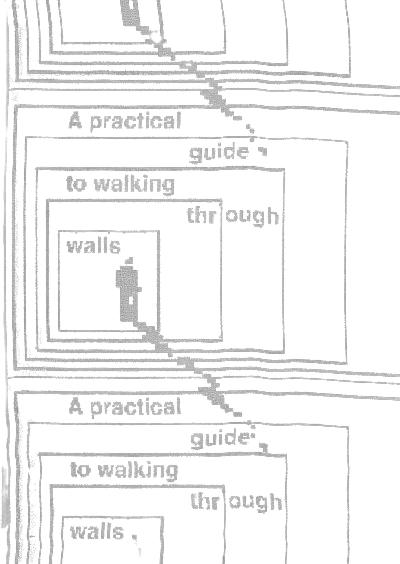 A practical
guide
to walking
thr ough
walls
A practical
guide
to walking
thr ough
walls